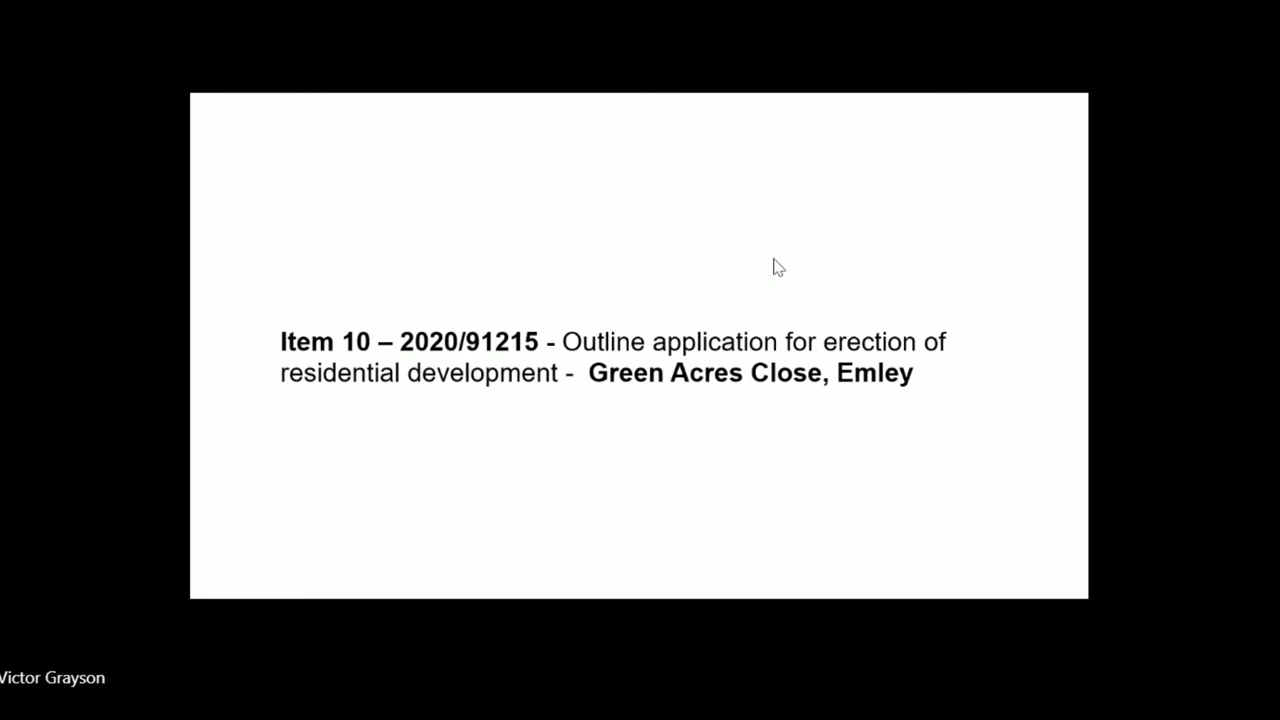 Item 10 – 2020/91215 - Outline application for erection of
residential development - Green Acres Close, Emley
Victor Grayson